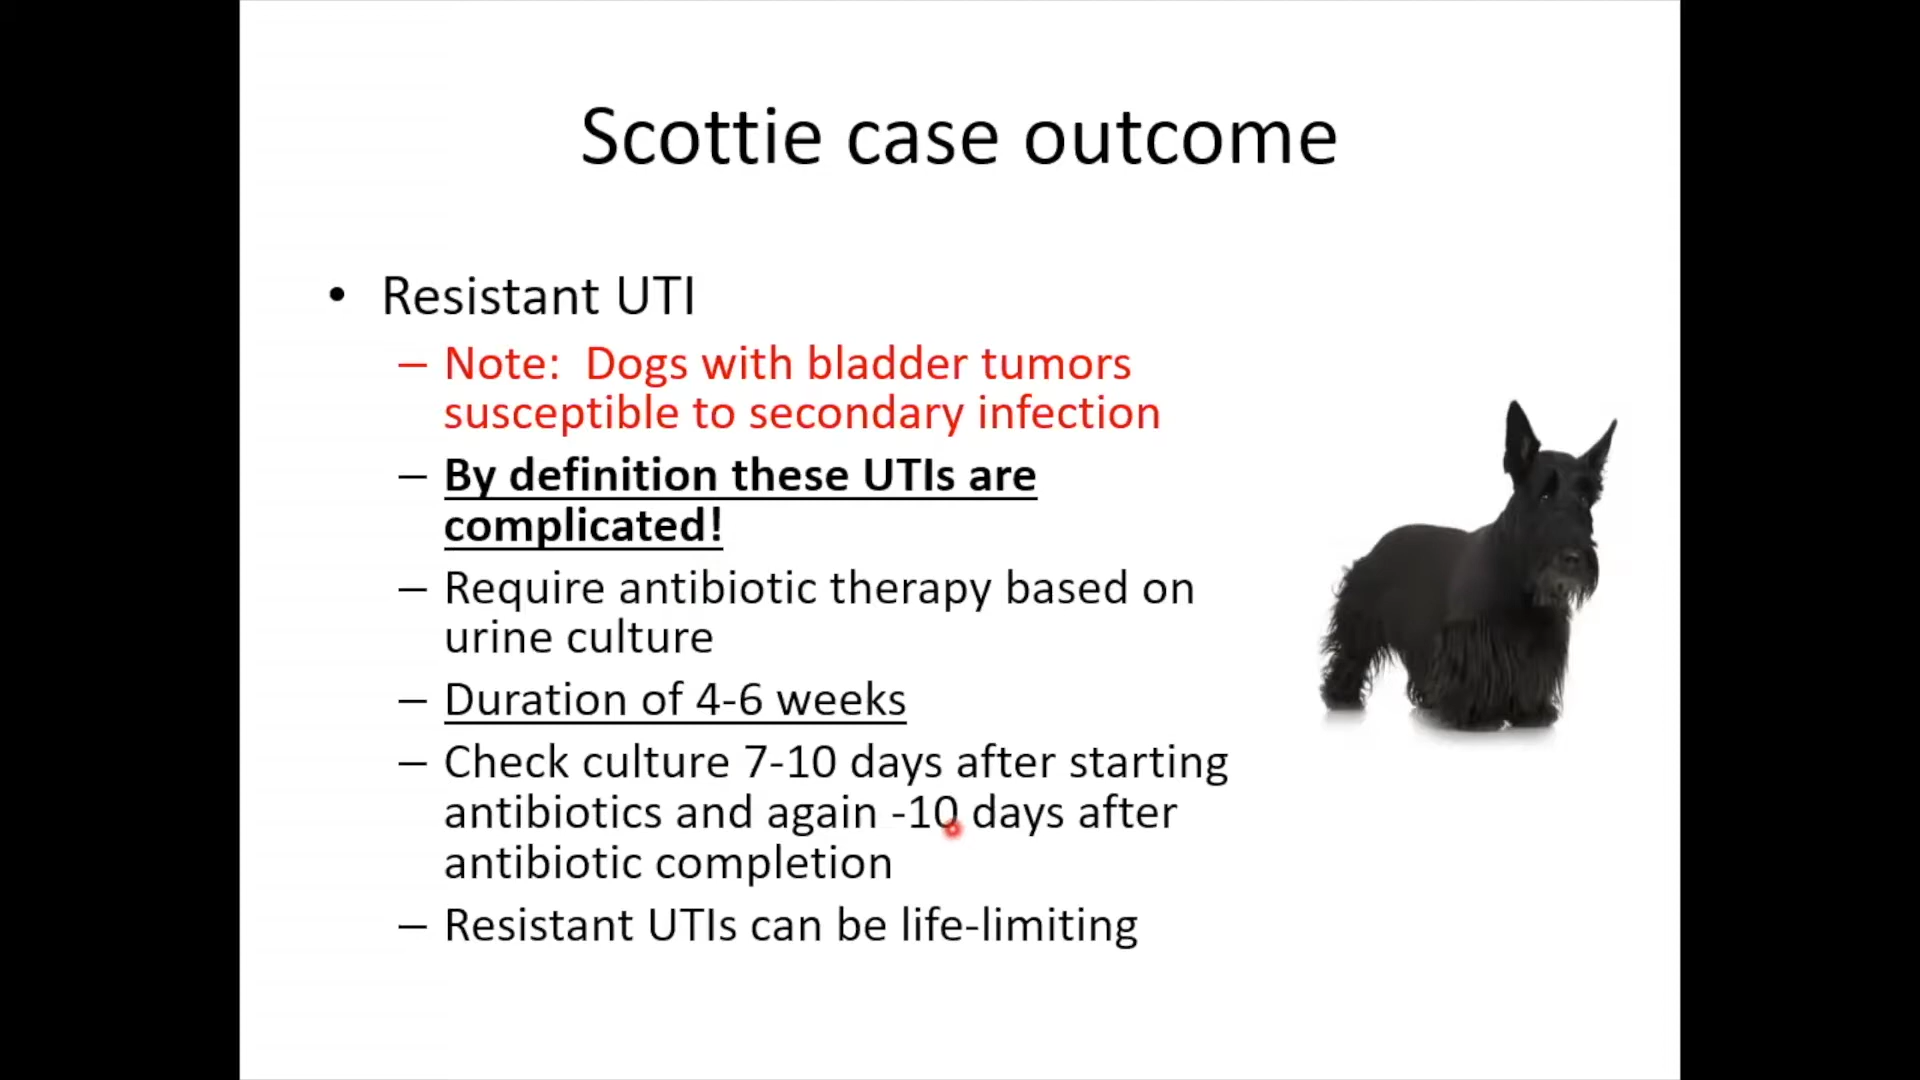 Scottie case outcome
• Resistant UTI
– Note:  Dogs with bladder tumors
susceptible to secondary infection
– By definition these UTIs are
complicated!
– Require antibiotic therapy based on
urine culture
– Duration of 4-6 weeks
– Check culture 7-10 days after starting
antibiotics and again -10 days after
antibiotic completion
– Resistant UTIs can be life-limiting